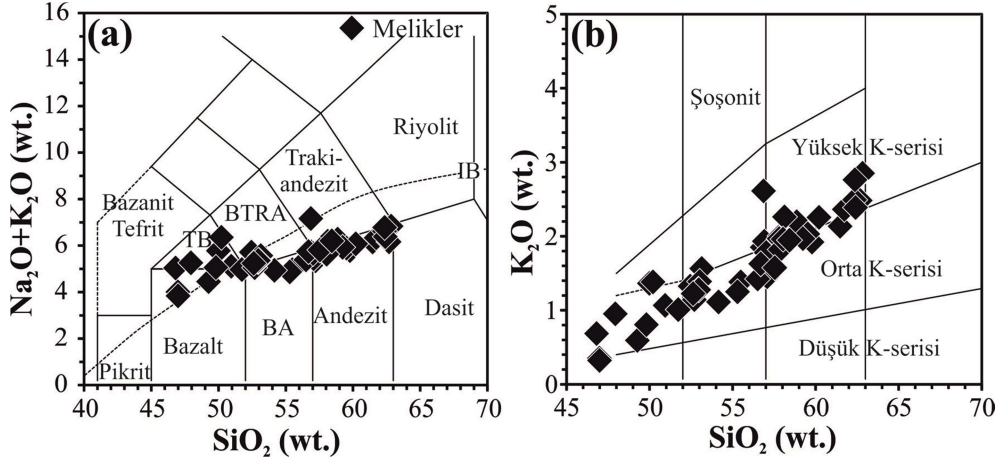 (a)
Melikler
Na₂O+K₂O (wt.)
16
14
12
10
8
6
4
2
0
Riyolit
Traki-
andezit
IB
Bazanit
Tefrit
BTRA
TB
BA
Andezit
Dasit
Bazalt
Pikrit
40 45 50 55 60 65 70
SiO₂ (wt.)
(b)
K₂O (wt.)
5
4
3
2
1
0
Şoşonit
Yüksek K-serisi
Orta K-serisi
Düşük K-serisi
45 50 55 60 65 70
SiO₂ (wt.)